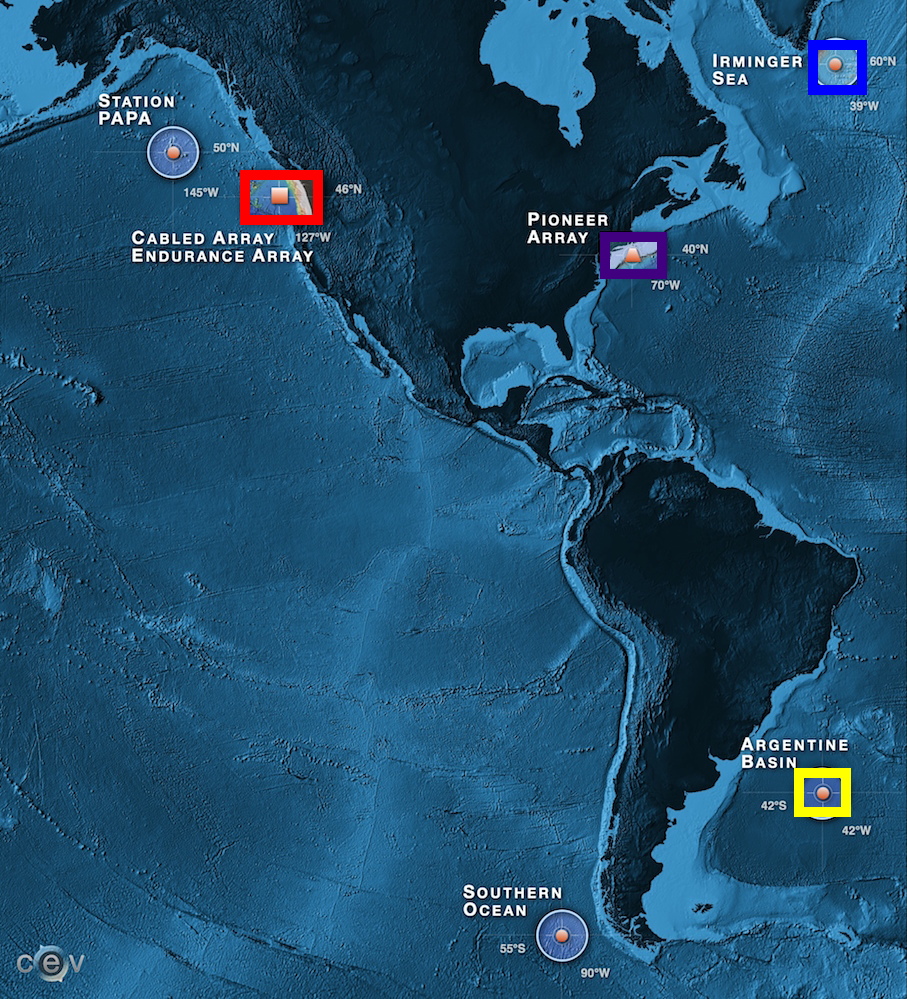 IRMINGER
SEA
60°N
39°W
STATION
PAPA
50°N
145°W
46°N
127°W
CABLED ARRAY
ENDURANCE ARRAY
PIONEER
ARRAY
40°N
70°W
ARGENTINE
BASIN
42°S
42°W
SOUTHERN
OCEAN
55°S
90°W
cev